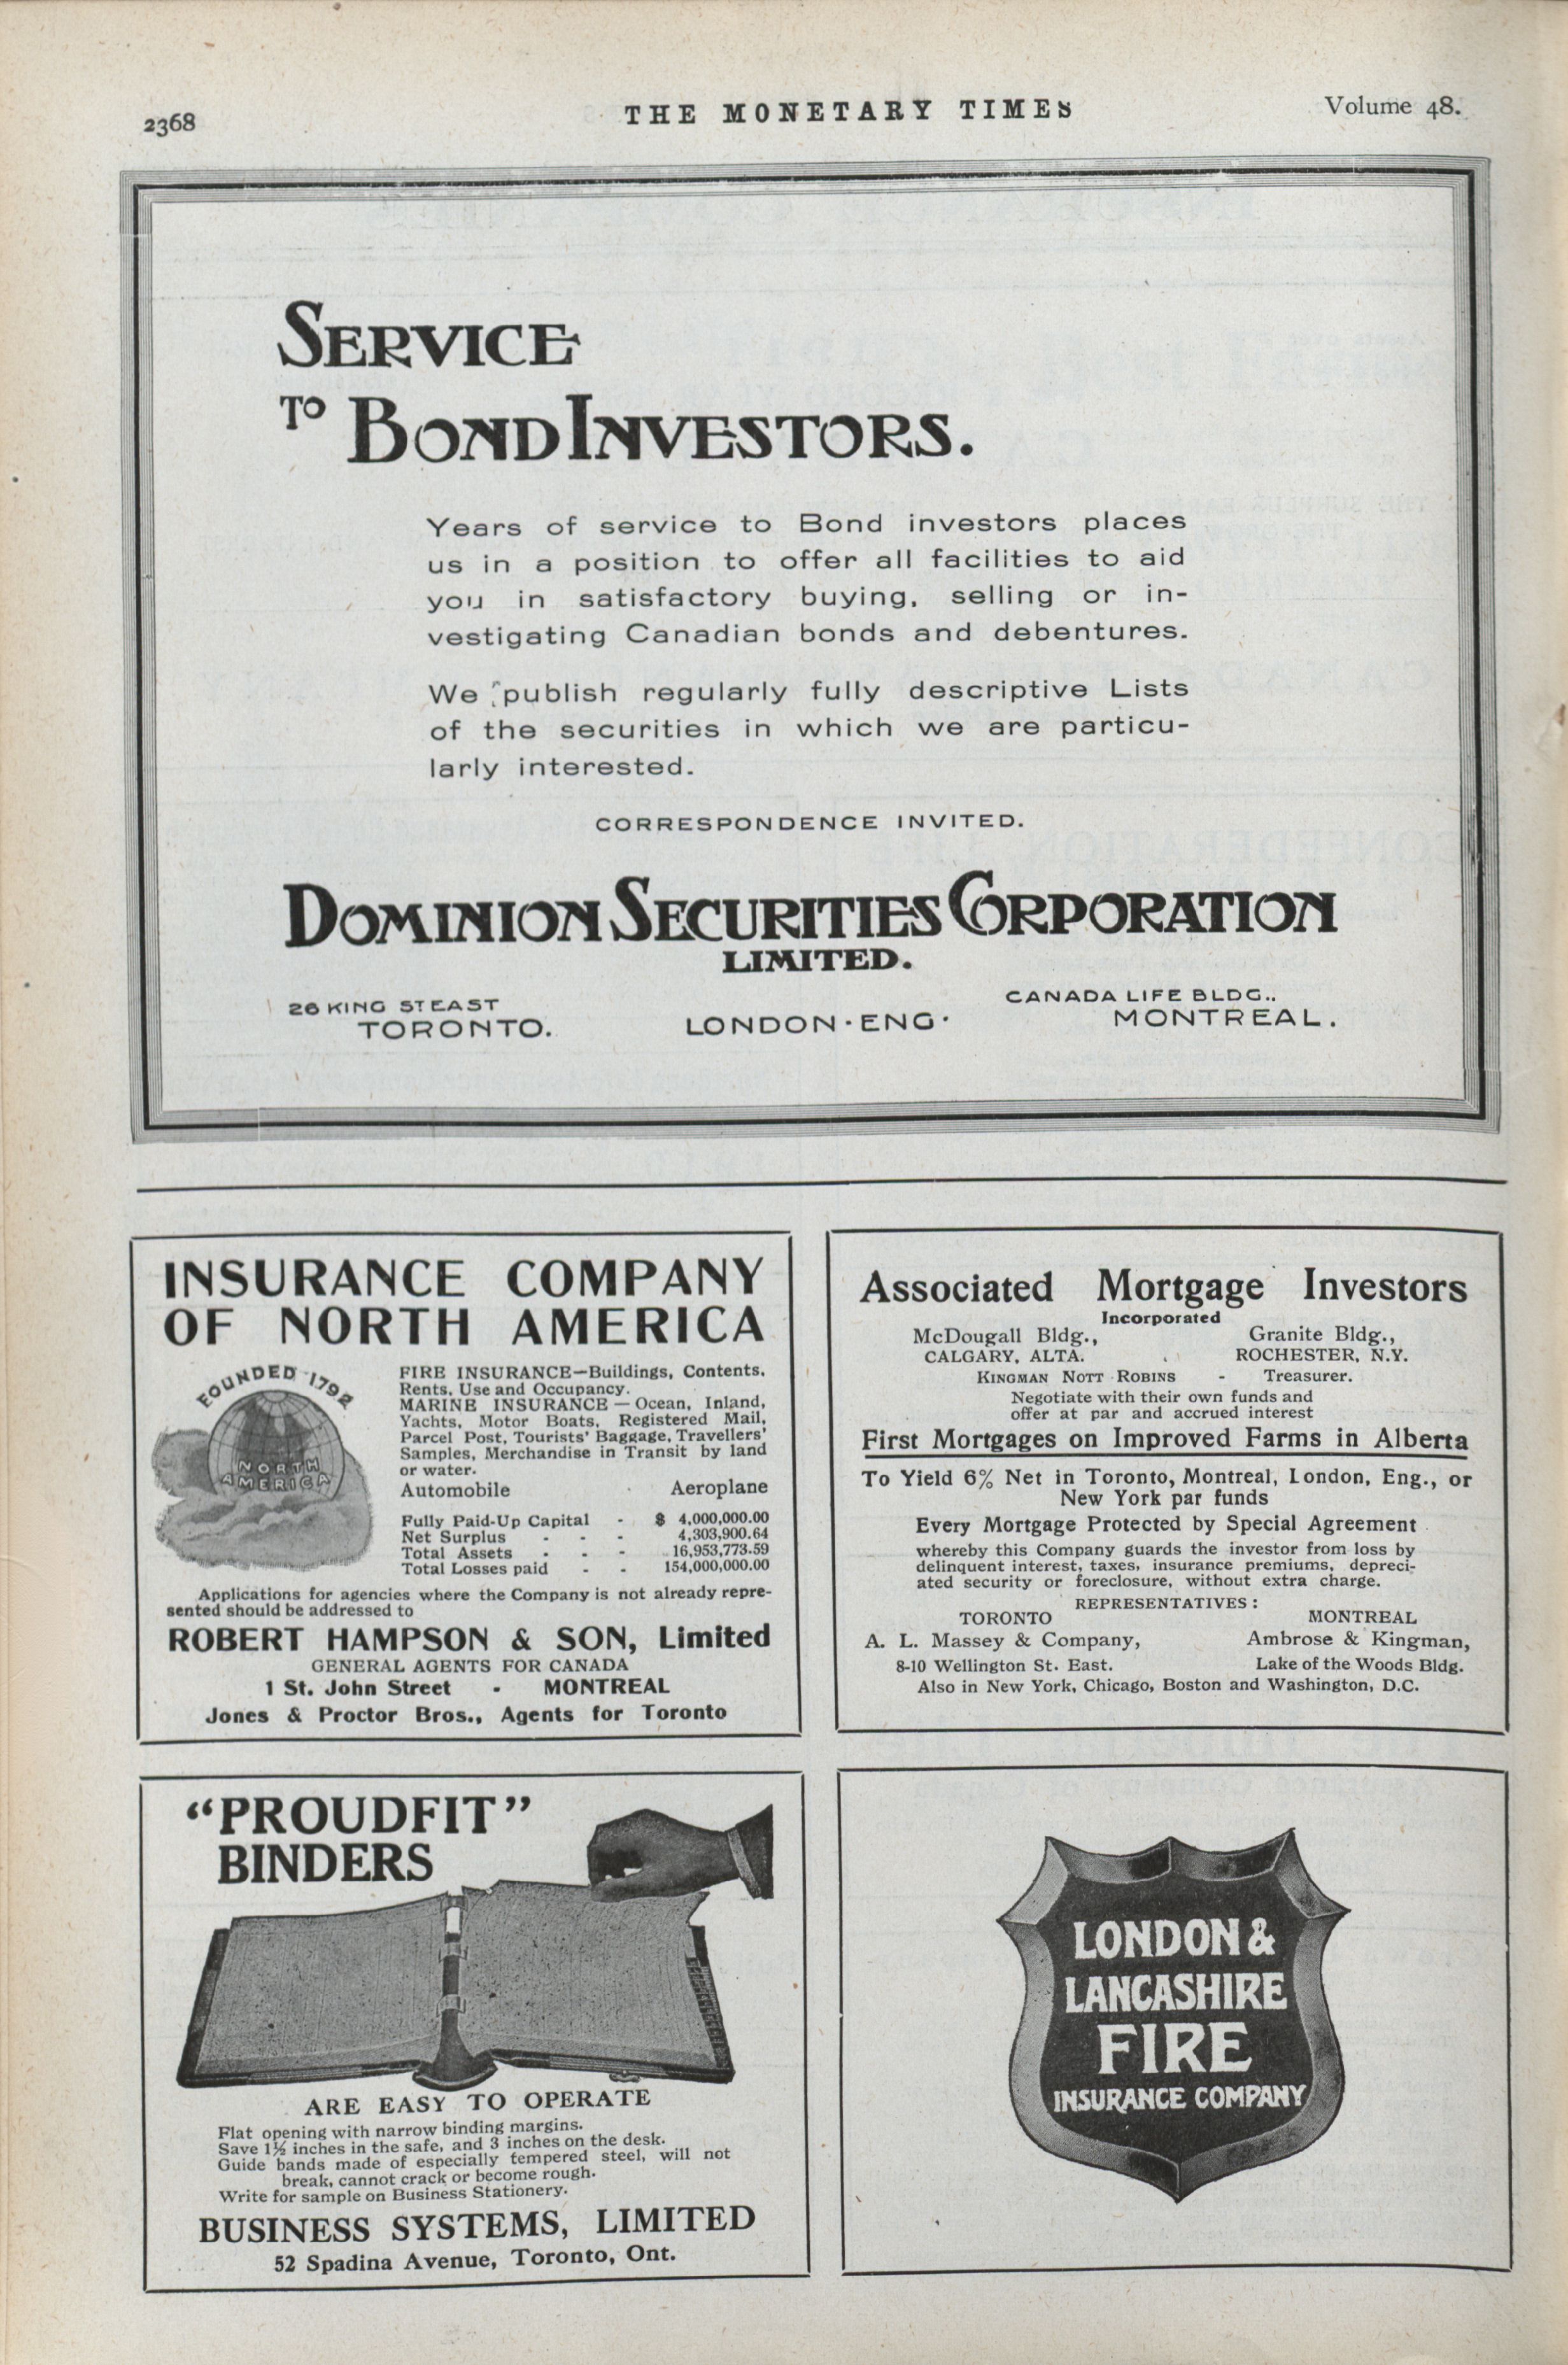 2368
THE MONETARY TIMES
Volume 48.
SERVICE
TO BOND INVESTORS.
Years of service to Bond investors places
us in a position to offer all facilities to aid
you in satisfactory buying, selling or in-
vestigating Canadian bonds and debentures.
We publish regularly fully descriptive Lists
of the securities in which we are particu-
larly interested.
CORRESPONDENCE INVITED.
DOMINION SECURITIES CORPORATION
LIMITED.
26 KING ST EAST
TORONTO.
LONDON·ENG·
CANADA LIFE BLDG..
MONTREAL.
INSURANCE COMPANY
OF NORTH AMERICA
FOUNDED 1792
NORTH
AMERICA
FIRE INSURANCE—Buildings, Contents,
Rents, Use and Occupancy.
MARINE INSURANCE — Ocean, Inland,
Yachts, Motor Boats, Registered Mail,
Parcel Post, Tourists' Baggage, Travellers'
Samples, Merchandise in Transit by land
or water.
Automobile Aeroplane
Fully Paid-Up Capital - $ 4,000,000.00
Net Surplus - - - 4,303,900.64
Total Assets - - - 16,953,773.59
Total Losses paid - - 154,000,000.00
Applications for agencies where the Company is not already repre-
sented should be addressed to
ROBERT HAMPSON & SON, Limited
GENERAL AGENTS FOR CANADA
1 St. John Street - MONTREAL
Jones & Proctor Bros., Agents for Toronto
Associated Mortgage Investors
Incorporated
McDougall Bldg., Granite Bldg.,
CALGARY, ALTA. ROCHESTER, N.Y.
KINGMAN NOTT ROBINS - Treasurer.
Negotiate with their own funds and
offer at par and accrued interest
First Mortgages on Improved Farms in Alberta
To Yield 6% Net in Toronto, Montreal, London, Eng., or
New York par funds
Every Mortgage Protected by Special Agreement
whereby this Company guards the investor from loss by
delinquent interest, taxes, insurance premiums, depreci-
ated security or foreclosure, without extra charge.
REPRESENTATIVES:
TORONTO MONTREAL
A. L. Massey & Company, Ambrose & Kingman,
8-10 Wellington St. East. Lake of the Woods Bldg.
Also in New York, Chicago, Boston and Washington, D.C.
"PROUDFIT"
BINDERS
ARE EASY TO OPERATE
Flat opening with narrow binding margins.
Save 1½ inches in the safe, and 3 inches on the desk.
Guide bands made of especially tempered steel, will not
break, cannot crack or become rough.
Write for sample on Business Stationery.
BUSINESS SYSTEMS, LIMITED
52 Spadina Avenue, Toronto, Ont.
LONDON &
LANCASHIRE
FIRE
INSURANCE COMPANY